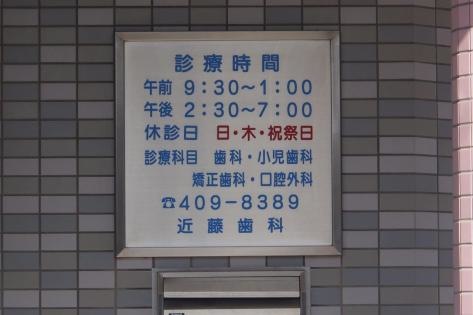 診療時間
午前 9:30〜1:00
午後 2:30〜7:00
休診日 日・木・祝祭日
診療科目 歯科・小児歯科
矯正歯科・口腔外科
☎409-8389
近藤歯科